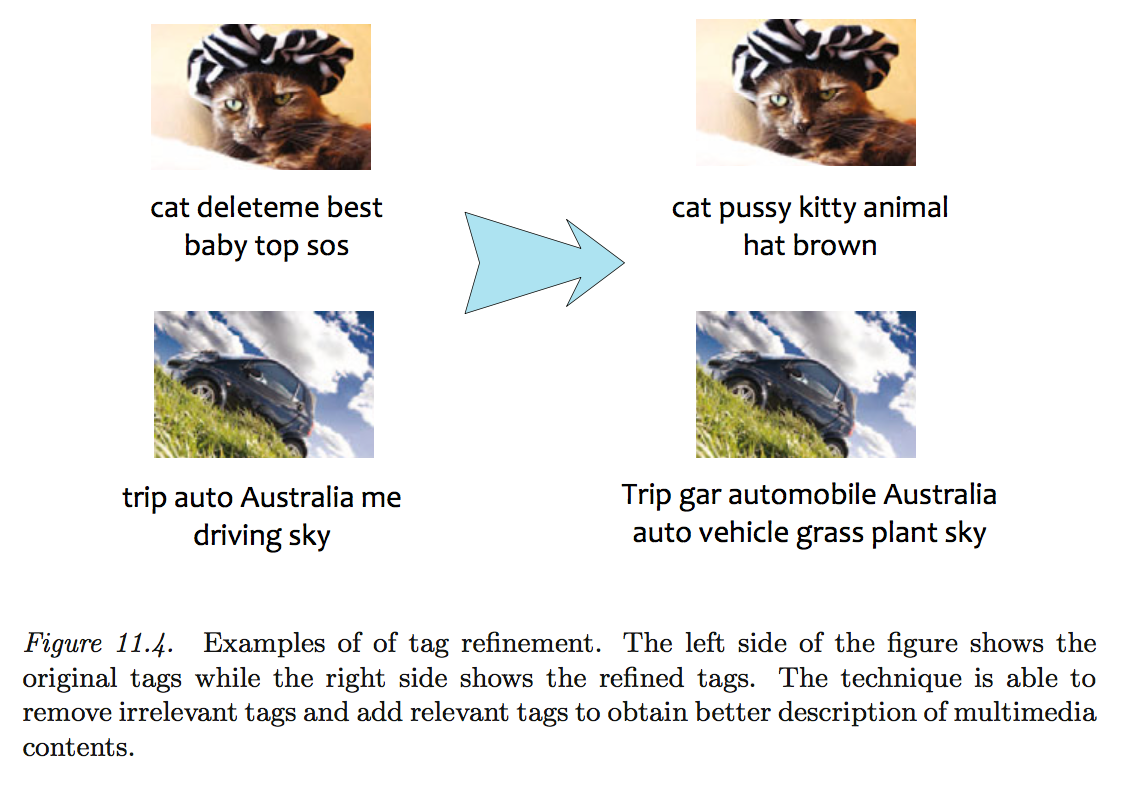 cat deleteme best
baby top sos
cat pussy kitty animal
hat brown
trip auto Australia me
driving sky
Trip gar automobile Australia
auto vehicle grass plant sky
Figure 11.4. Examples of of tag refinement. The left side of the figure shows the
original tags while the right side shows the refined tags. The technique is able to
remove irrelevant tags and add relevant tags to obtain better description of multimedia
contents.